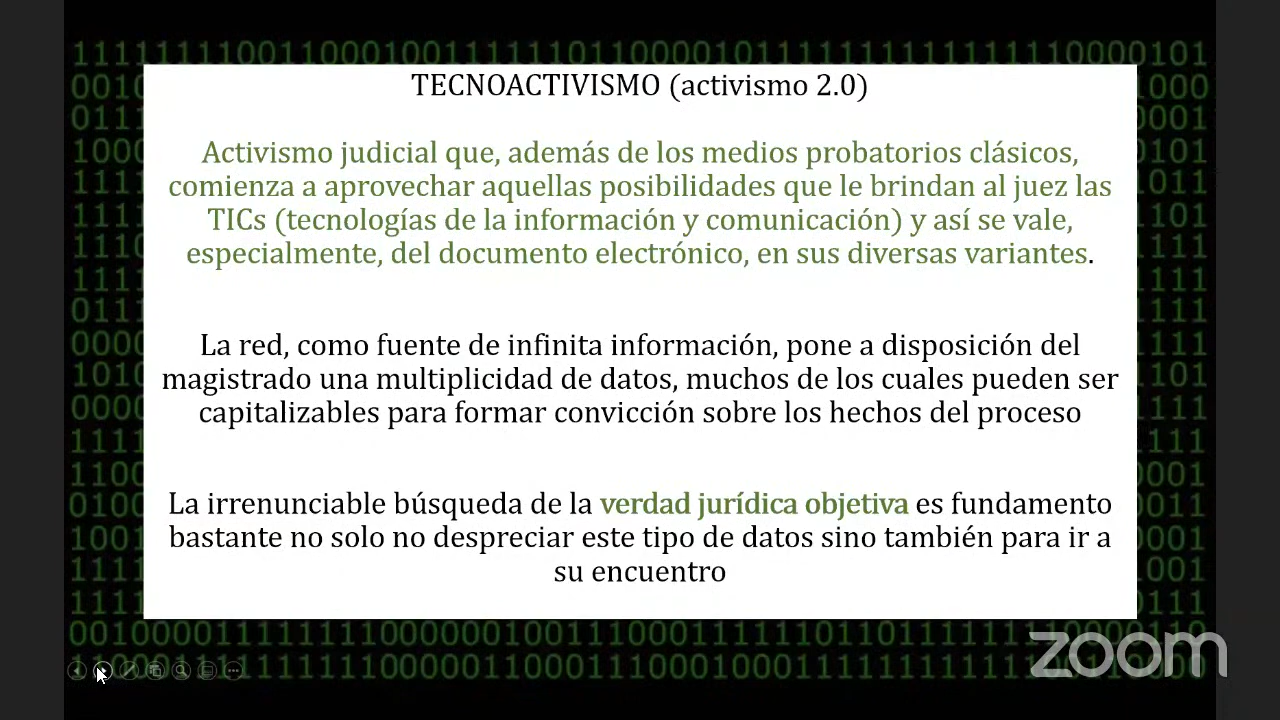 TECNOACTIVISMO (activismo 2.0)
Activismo judicial que, además de los medios probatorios clásicos,
comienza a aprovechar aquellas posibilidades que le brindan al juez las
TICs (tecnologías de la información y comunicación) y así se vale,
especialmente, del documento electrónico, en sus diversas variantes.
La red, como fuente de infinita información, pone a disposición del
magistrado una multiplicidad de datos, muchos de los cuales pueden ser
capitalizables para formar convicción sobre los hechos del proceso
La irrenunciable búsqueda de la verdad jurídica objetiva es fundamento
bastante no solo no despreciar este tipo de datos sino también para ir a
su encuentro
zoom